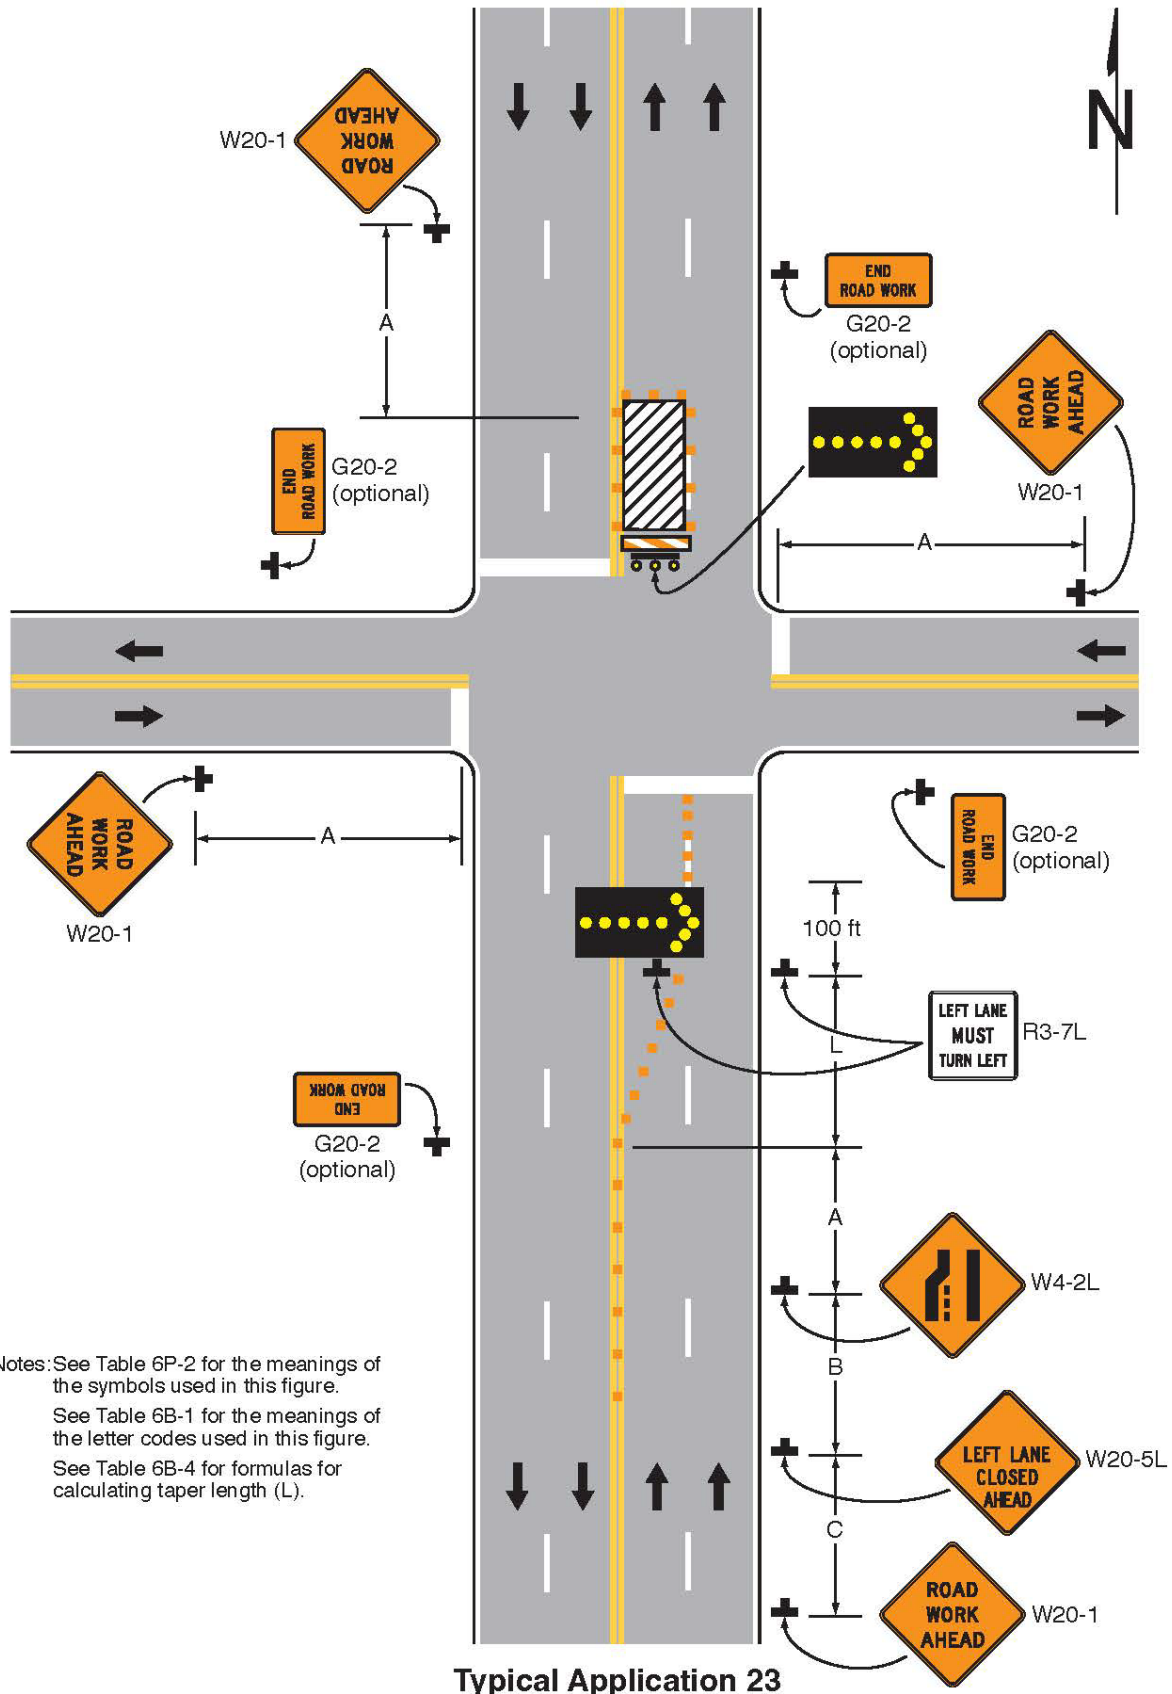 N
ROAD
WORK
AHEAD
W20-1
A
END
ROAD WORK
G20-2
(optional)
ROAD
WORK
AHEAD
W20-1
END
ROAD WORK
G20-2
(optional)
A
ROAD
WORK
AHEAD
W20-1
A
END
ROAD WORK
G20-2
(optional)
100 ft
LEFT LANE
MUST
TURN LEFT
R3-7L
L
END
ROAD WORK
G20-2
(optional)
A
W4-2L
B
Notes: See Table 6P-2 for the meanings of
the symbols used in this figure.
See Table 6B-1 for the meanings of
the letter codes used in this figure.
See Table 6B-4 for formulas for
calculating taper length (L).
LEFT LANE
CLOSED
AHEAD
W20-5L
C
ROAD
WORK
AHEAD
W20-1
Typical Application 23